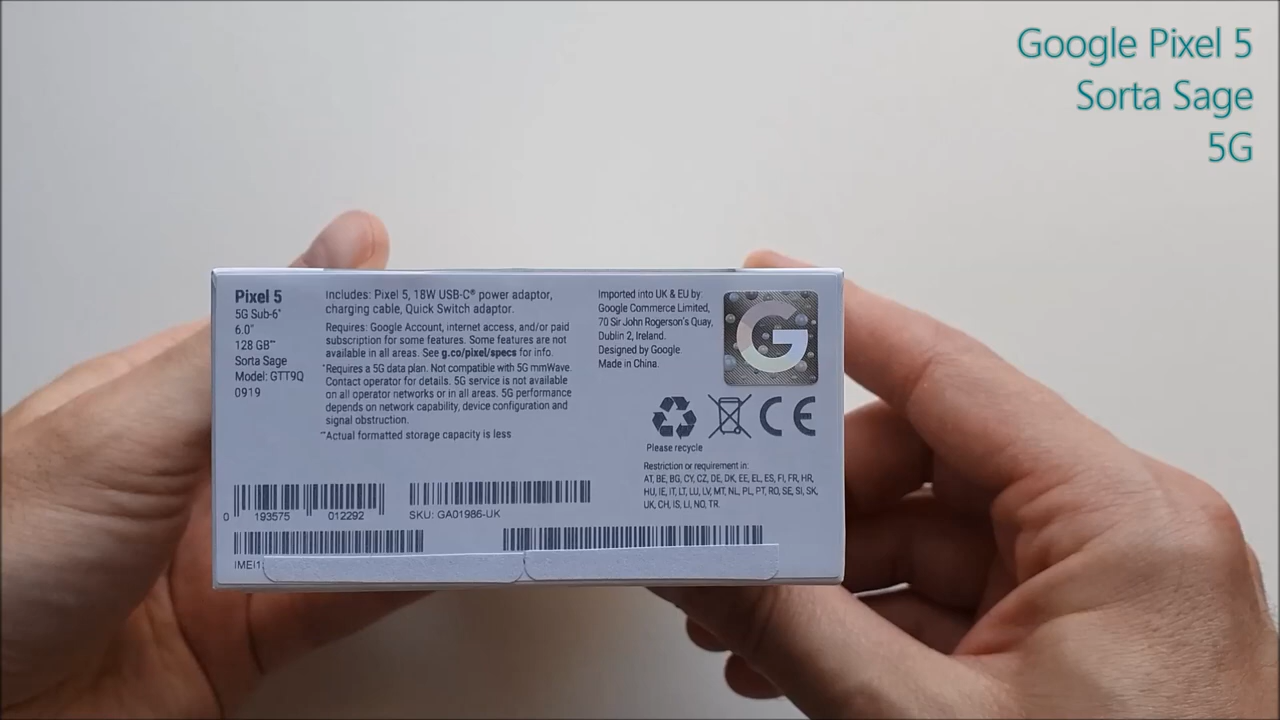 Google Pixel 5
Sorta Sage
5G
Pixel 5
5G Sub-6*
6.0"
128 GB**
Sorta Sage
Model: GTT9Q
0919
Includes: Pixel 5, 18W USB-C® power adaptor,
charging cable, Quick Switch adaptor.
Requires: Google Account, internet access, and/or paid
subscription for some features. Some features are not
available in all areas. See g.co/pixel/specs for info.
*Requires a 5G data plan. Not compatible with 5G mmWave.
Contact operator for details. 5G service is not available
on all operator networks or in all areas. 5G performance
depends on network capability, device configuration and
signal obstruction.
**Actual formatted storage capacity is less
Imported into UK & EU by:
Google Commerce Limited,
70 Sir John Rogerson's Quay,
Dublin 2, Ireland.
Designed by Google.
Made in China.
G
CE
Please recycle
Restriction or requirement in:
AT, BE, BG, CY, CZ, DE, DK, EE, EL, ES, FI, FR, HR,
HU, IE, IT, LT, LU, LV, MT, NL, PL, PT, RO, SE, SI, SK,
UK, CH, IS, LI, NO, TR.
0 193575 012292
SKU: GA01986-UK
IMEI1: